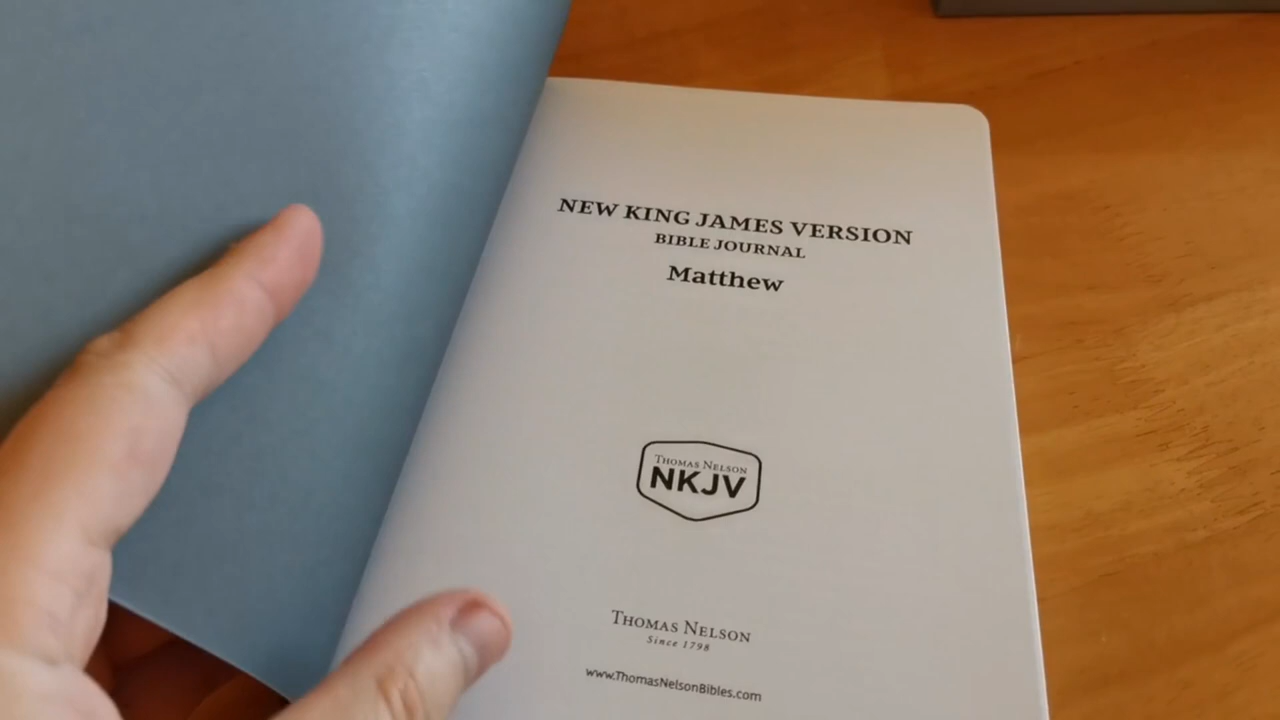 NEW KING JAMES VERSION
BIBLE JOURNAL
Matthew
THOMAS NELSON
NKJV
THOMAS NELSON
Since 1798
www.ThomasNelsonBibles.com